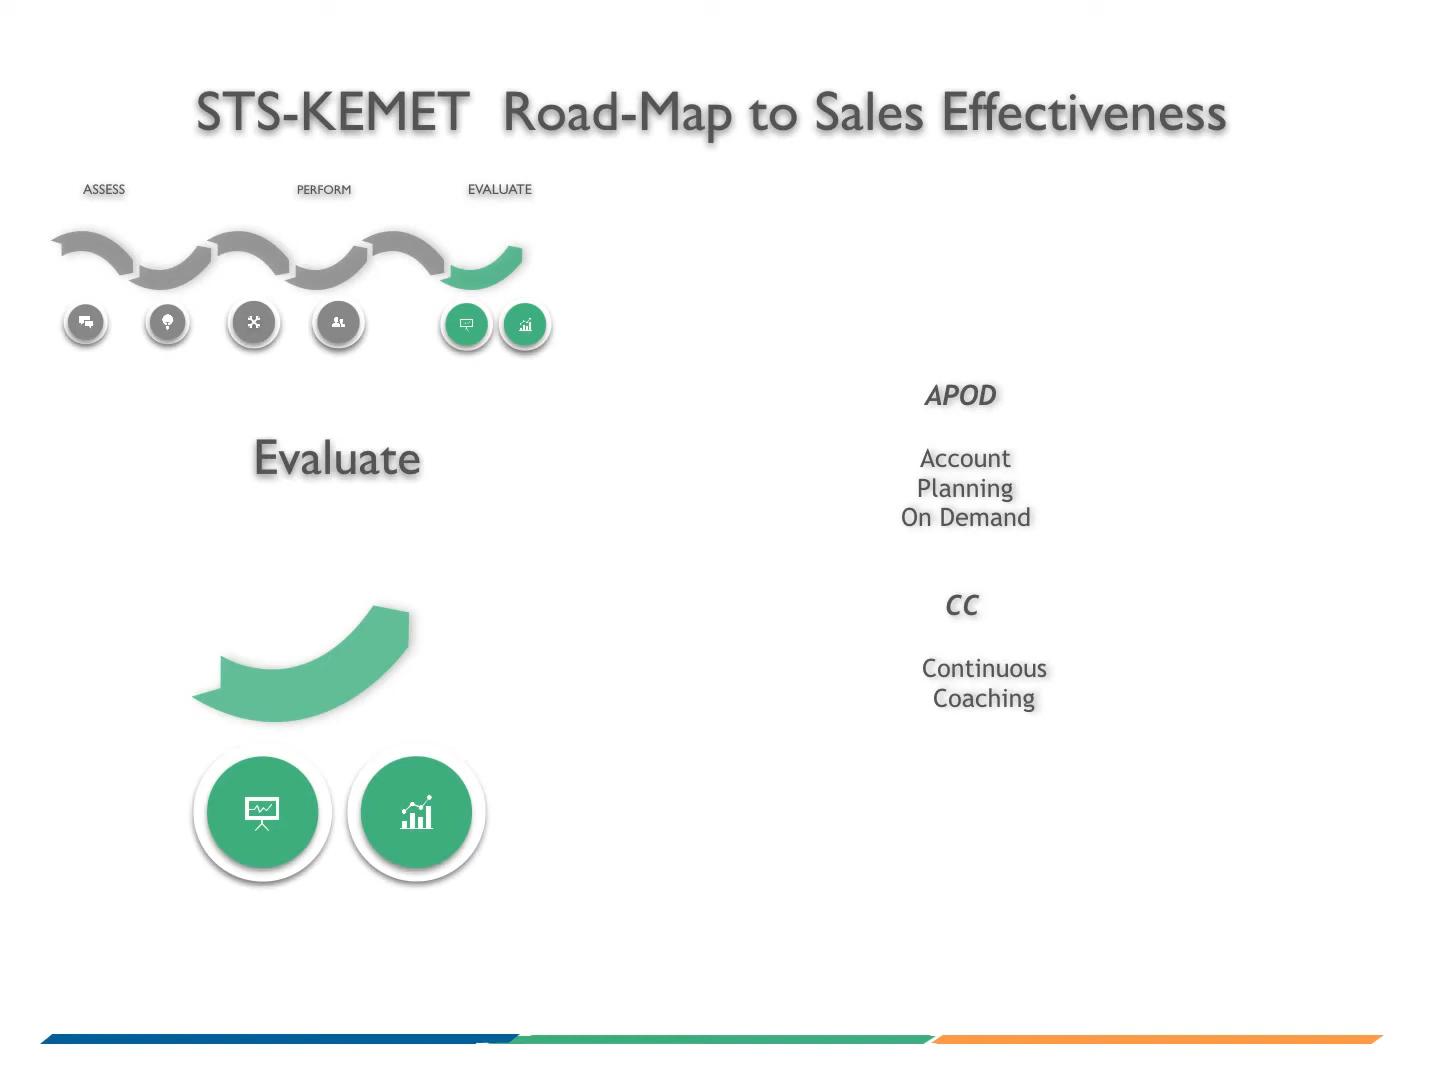 STS-KEMET  Road-Map to Sales Effectiveness
ASSESS
PERFORM
EVALUATE
Evaluate
APOD
Account
Planning
On Demand
CC
Continuous
Coaching